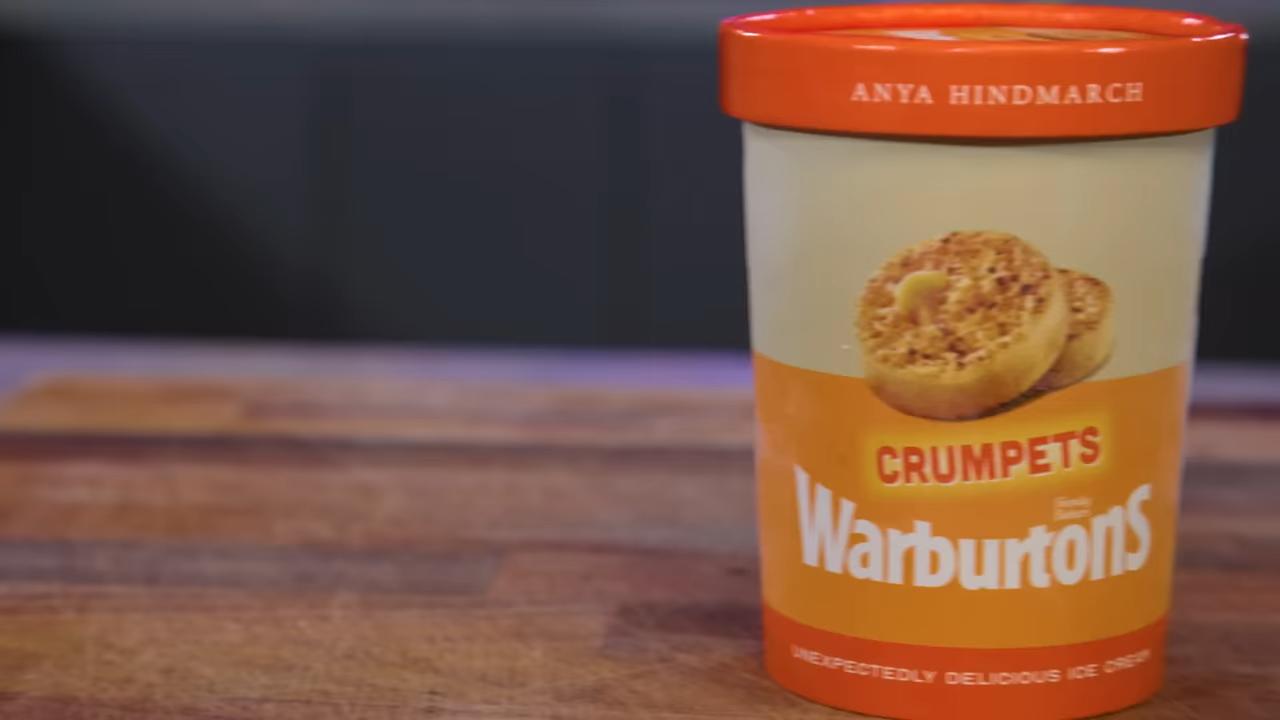 ANYA HINDMARCH
CRUMPETS
Warburtons
UNEXPECTEDLY DELICIOUS ICE CREAM